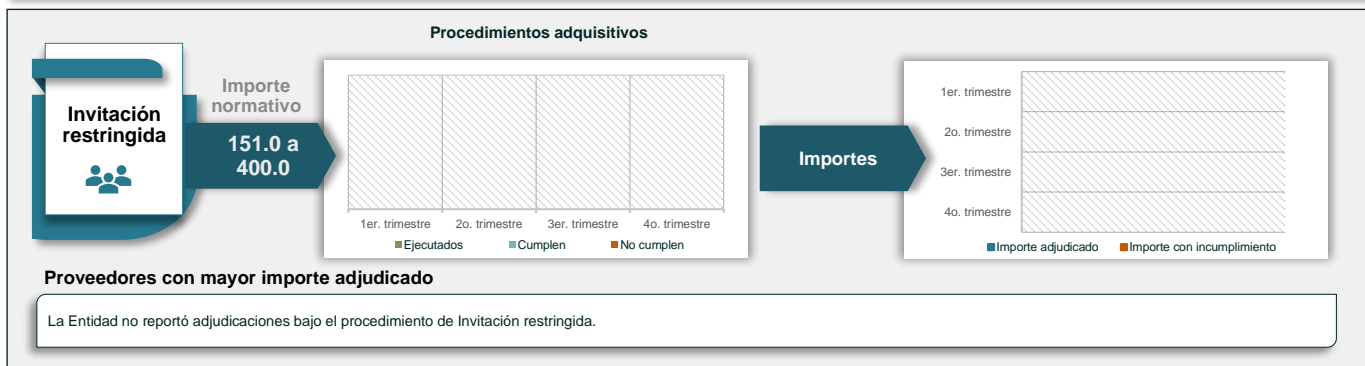 Procedimientos adquisitivos
Invitación
restringida
Importe
normativo
151.0 a
400.0
1er. trimestre 2o. trimestre 3er. trimestre 4o. trimestre
Ejecutados Cumplen No cumplen
Importes
1er. trimestre
2o. trimestre
3er. trimestre
4o. trimestre
Importe adjudicado Importe con incumplimiento
Proveedores con mayor importe adjudicado
La Entidad no reportó adjudicaciones bajo el procedimiento de Invitación restringida.